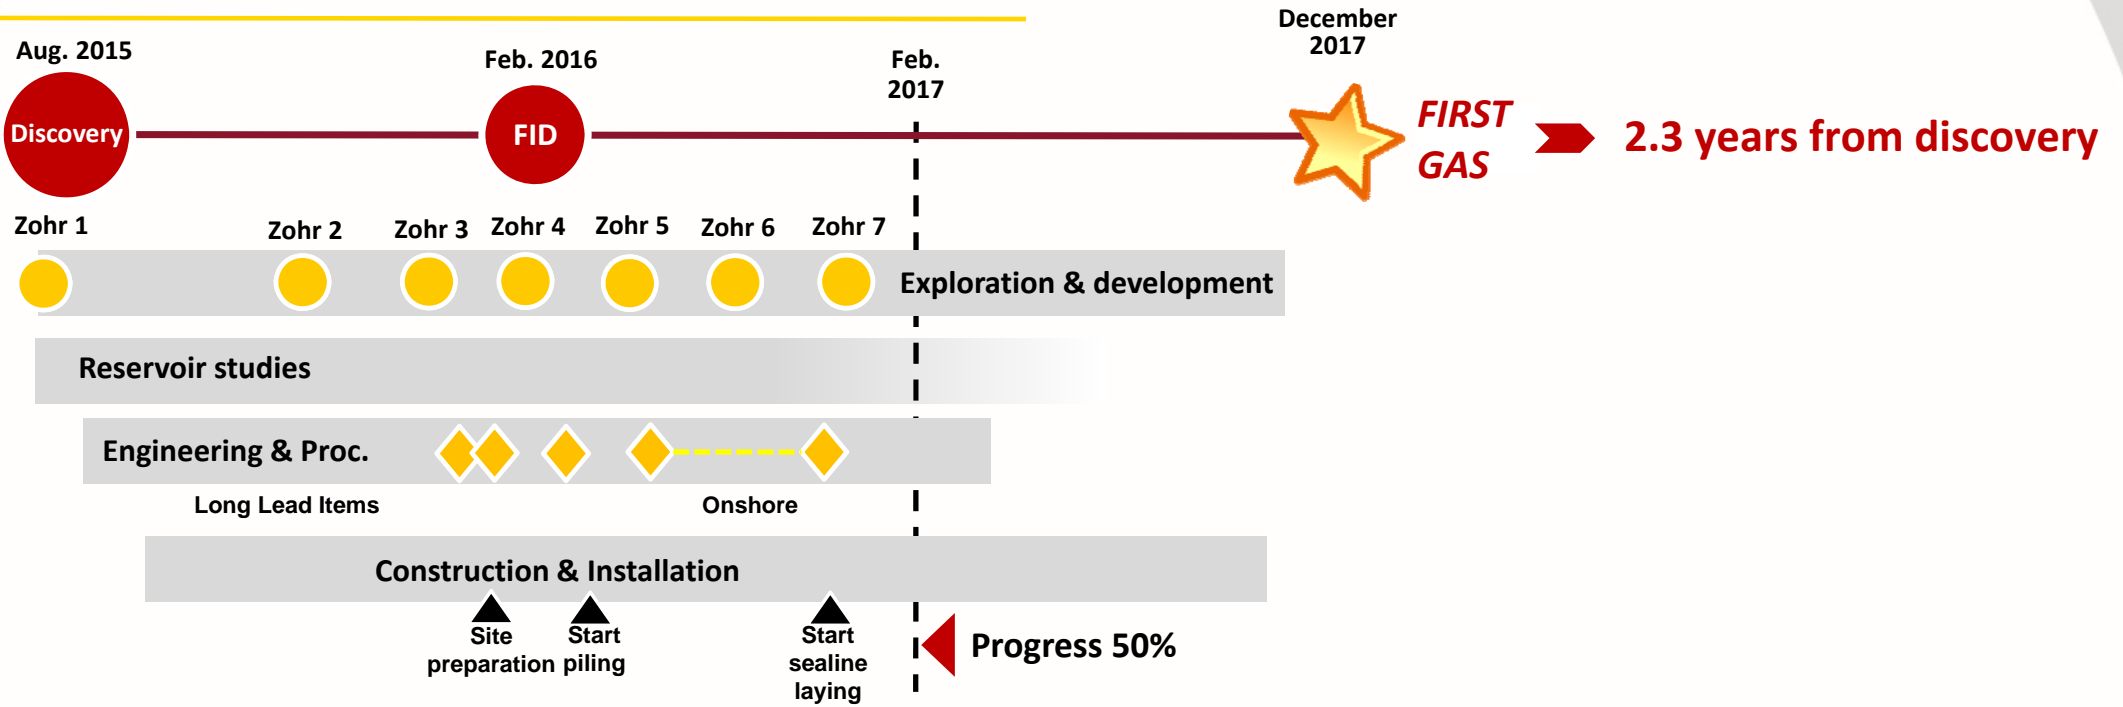 Aug. 2015
Feb. 2016
Feb.
2017
December
2017
Discovery
FID
FIRST
GAS
2.3 years from discovery
Zohr 1
Zohr 2
Zohr 3
Zohr 4
Zohr 5
Zohr 6
Zohr 7
Exploration & development
Reservoir studies
Engineering & Proc.
Long Lead Items
Onshore
Construction & Installation
Site
preparation
Start
piling
Start
sealine
laying
Progress 50%